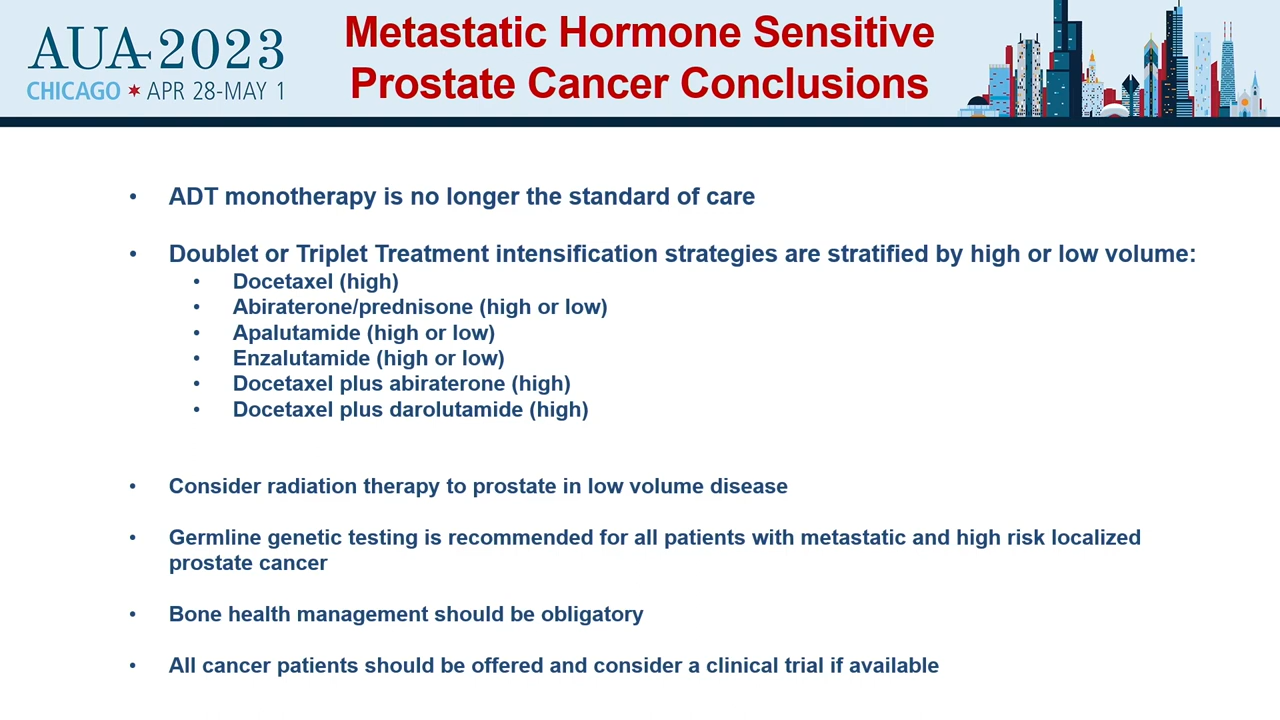 AUA 2023
CHICAGO ✶ APR 28-MAY 1
Metastatic Hormone Sensitive
Prostate Cancer Conclusions
• ADT monotherapy is no longer the standard of care
• Doublet or Triplet Treatment intensification strategies are stratified by high or low volume:
• Docetaxel (high)
• Abiraterone/prednisone (high or low)
• Apalutamide (high or low)
• Enzalutamide (high or low)
• Docetaxel plus abiraterone (high)
• Docetaxel plus darolutamide (high)
• Consider radiation therapy to prostate in low volume disease
• Germline genetic testing is recommended for all patients with metastatic and high risk localized
prostate cancer
• Bone health management should be obligatory
• All cancer patients should be offered and consider a clinical trial if available